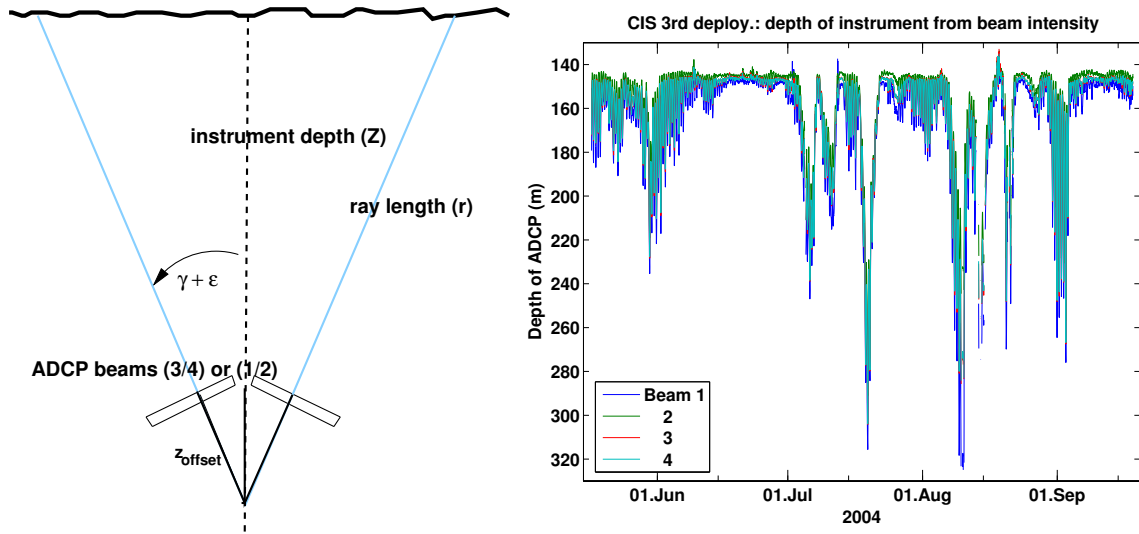 instrument depth (Z)
ray length (r)
γ + ε
ADCP beams (3/4) or (1/2)
z_offset
CIS 3rd deploy.: depth of instrument from beam intensity
Depth of ADCP (m)
140
160
180
200
220
240
260
280
300
320
Beam 1
2
3
4
01.Jun
01.Jul
01.Aug
01.Sep
2004